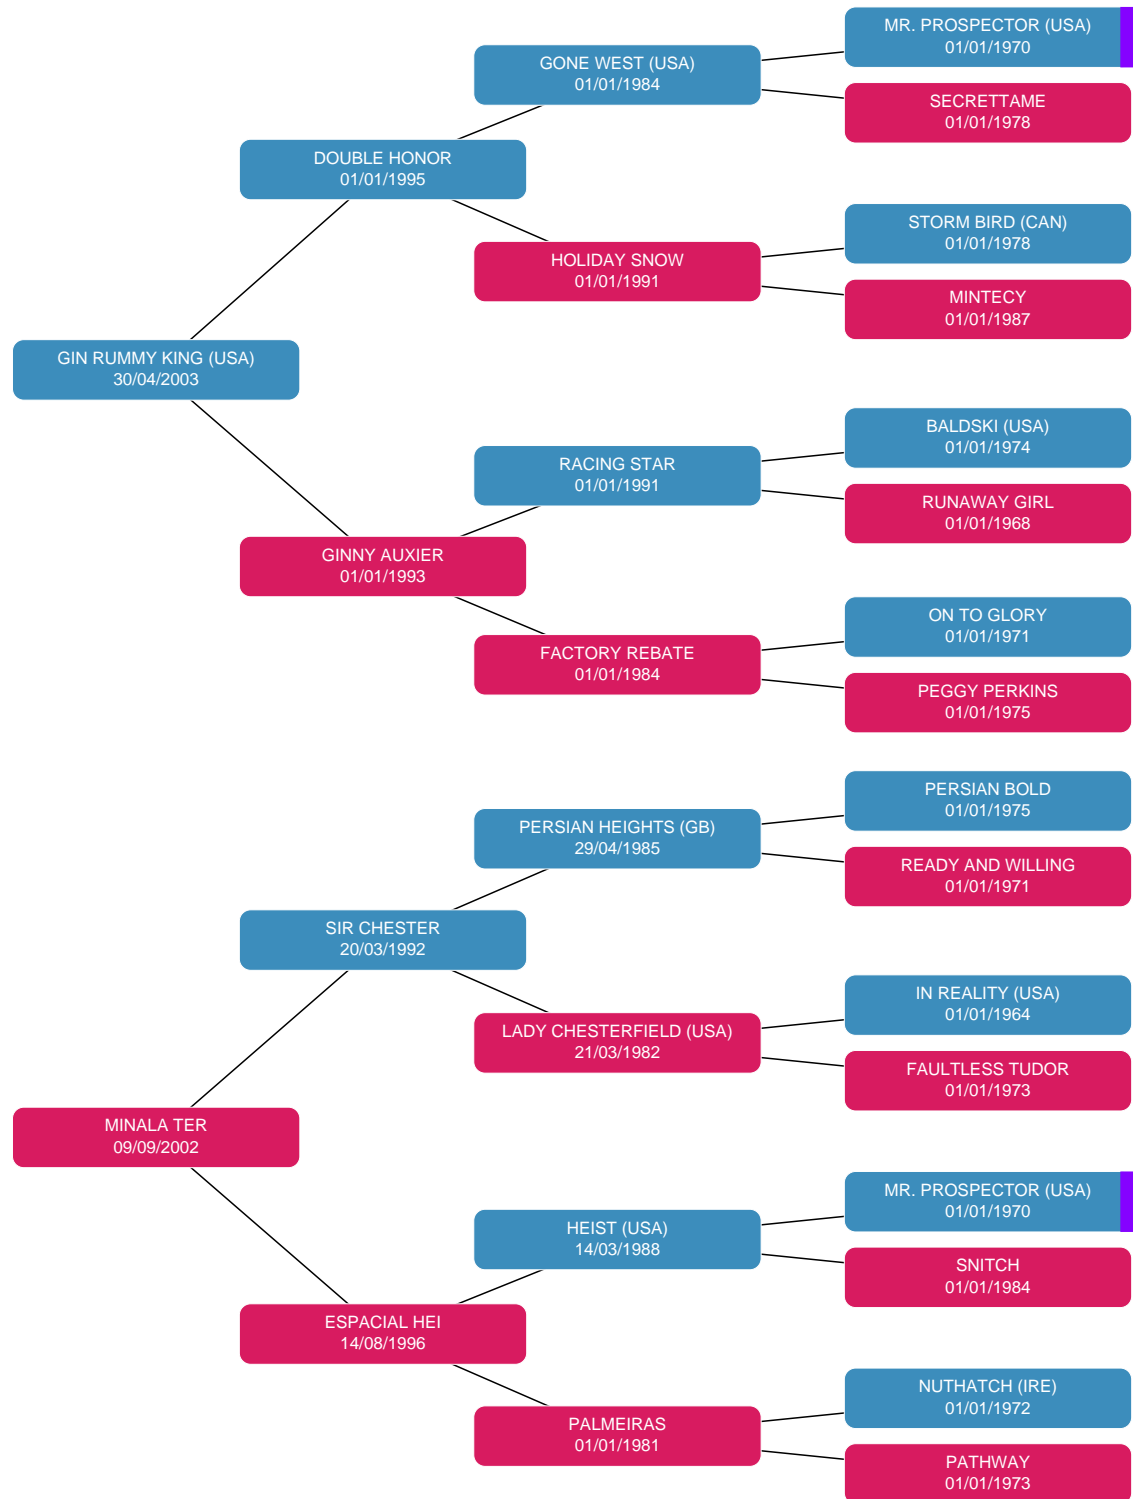 MR. PROSPECTOR (USA)
01/01/1970
GONE WEST (USA)
01/01/1984
SECRETTAME
01/01/1978
DOUBLE HONOR
01/01/1995
STORM BIRD (CAN)
01/01/1978
HOLIDAY SNOW
01/01/1991
MINTECY
01/01/1987
GIN RUMMY KING (USA)
30/04/2003
BALDSKI (USA)
01/01/1974
RACING STAR
01/01/1991
RUNAWAY GIRL
01/01/1968
GINNY AUXIER
01/01/1993
ON TO GLORY
01/01/1971
FACTORY REBATE
01/01/1984
PEGGY PERKINS
01/01/1975
PERSIAN BOLD
01/01/1975
PERSIAN HEIGHTS (GB)
29/04/1985
READY AND WILLING
01/01/1971
SIR CHESTER
20/03/1992
IN REALITY (USA)
01/01/1964
LADY CHESTERFIELD (USA)
21/03/1982
FAULTLESS TUDOR
01/01/1973
MINALA TER
09/09/2002
MR. PROSPECTOR (USA)
01/01/1970
HEIST (USA)
14/03/1988
SNITCH
01/01/1984
ESPACIAL HEI
14/08/1996
NUTHATCH (IRE)
01/01/1972
PALMEIRAS
01/01/1981
PATHWAY
01/01/1973